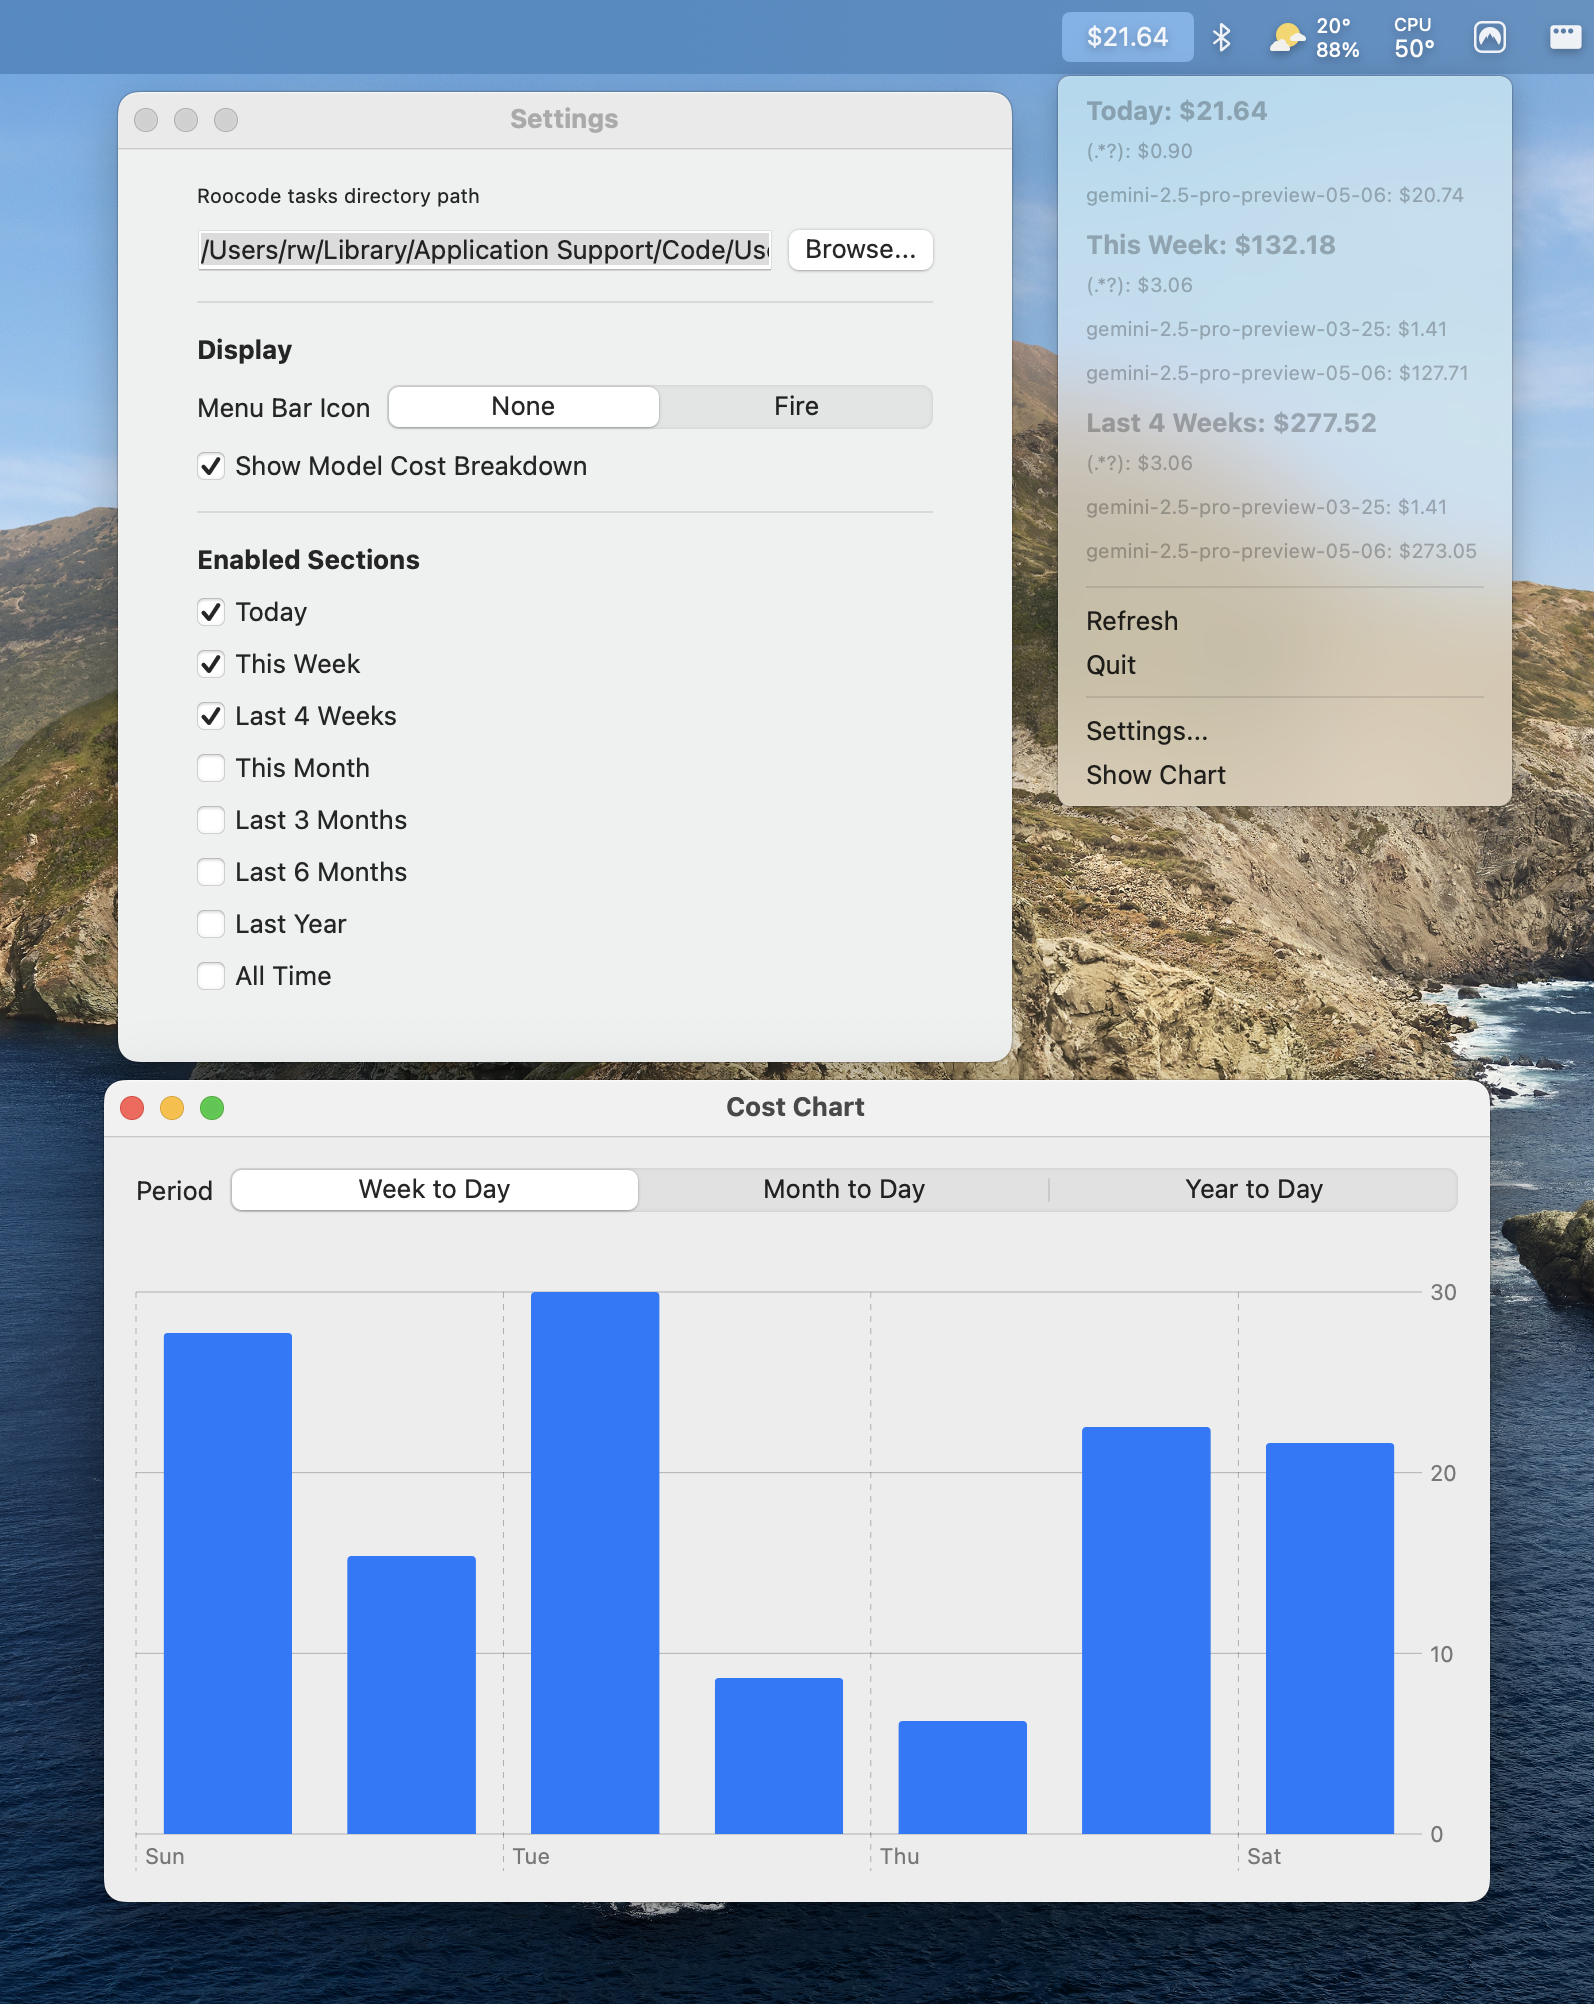 $21.64
20°
88%
CPU
50°
Settings
Roocode tasks directory path
/Users/rw/Library/Application Support/Code/Us
Browse...
Display
Menu Bar Icon
None
Fire
Show Model Cost Breakdown
Enabled Sections
Today
This Week
Last 4 Weeks
This Month
Last 3 Months
Last 6 Months
Last Year
All Time
Today: $21.64
(.*?): $0.90
gemini-2.5-pro-preview-05-06: $20.74
This Week: $132.18
(.*?): $3.06
gemini-2.5-pro-preview-03-25: $1.41
gemini-2.5-pro-preview-05-06: $127.71
Last 4 Weeks: $277.52
(.*?): $3.06
gemini-2.5-pro-preview-03-25: $1.41
gemini-2.5-pro-preview-05-06: $273.05
Refresh
Quit
Settings...
Show Chart
Cost Chart
Period
Week to Day
Month to Day
Year to Day
30
20
10
0
Sun
Tue
Thu
Sat